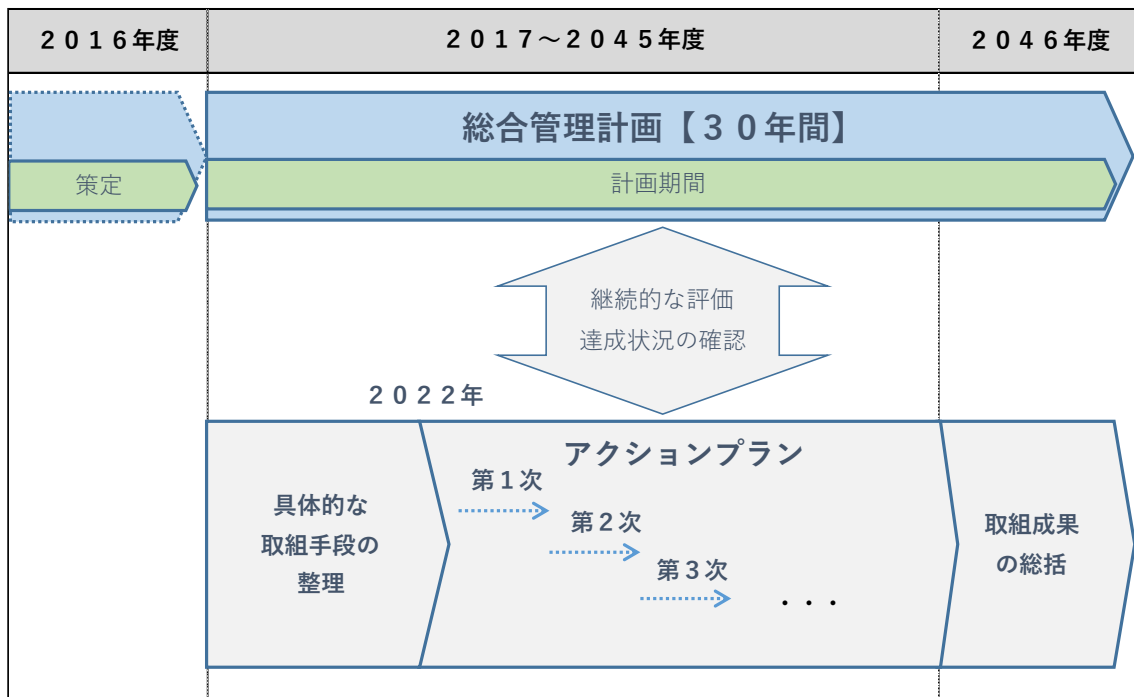 ２０１６年度
２０１７～２０４５年度
２０４６年度
総合管理計画【３０年間】
策定
計画期間
継続的な評価
達成状況の確認
２０２２年
アクションプラン
具体的な
取組手段の
整理
第１次
第２次
第３次
・・・
取組成果
の総括